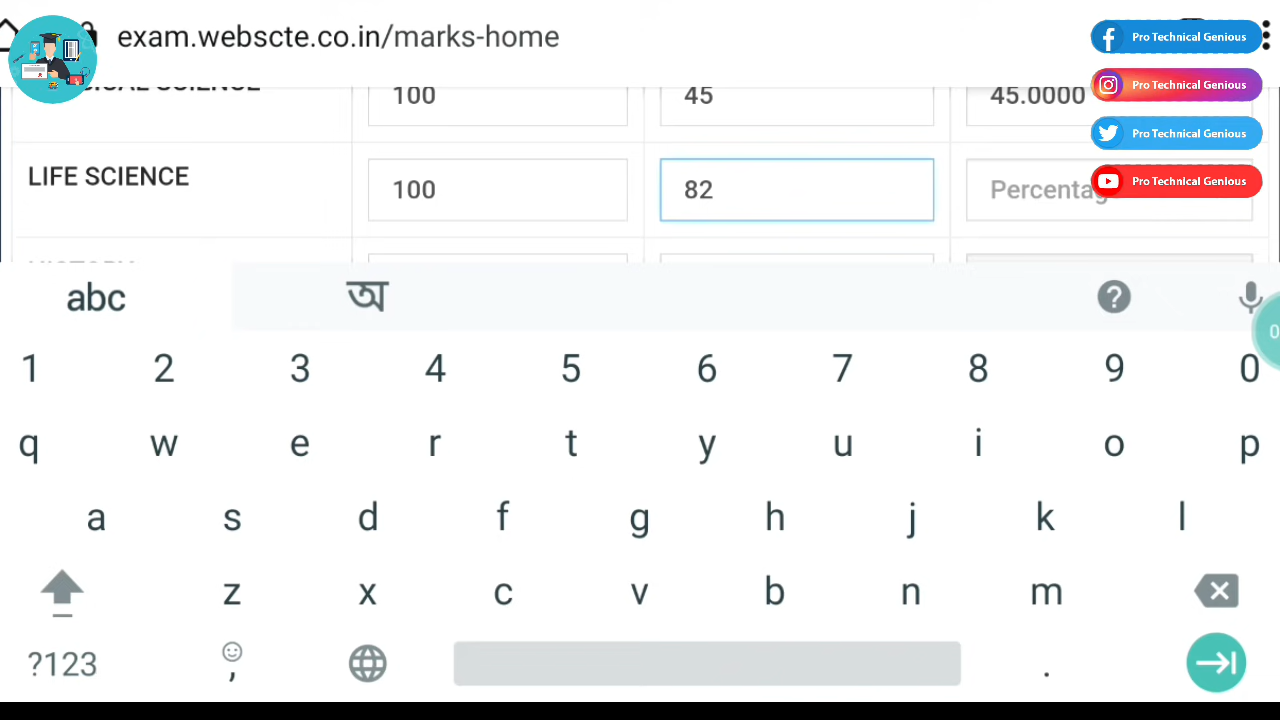 exam.webscte.co.in/marks-home
Pro Technical Genious
Pro Technical Genious
100 45 45.0000
Pro Technical Genious
LIFE SCIENCE 100 82
Pro Technical Genious
abc অ ?
1 2 3 4 5 6 7 8 9 0
q w e r t y u i o p
a s d f g h j k l
z x c v b n m
?123 , .